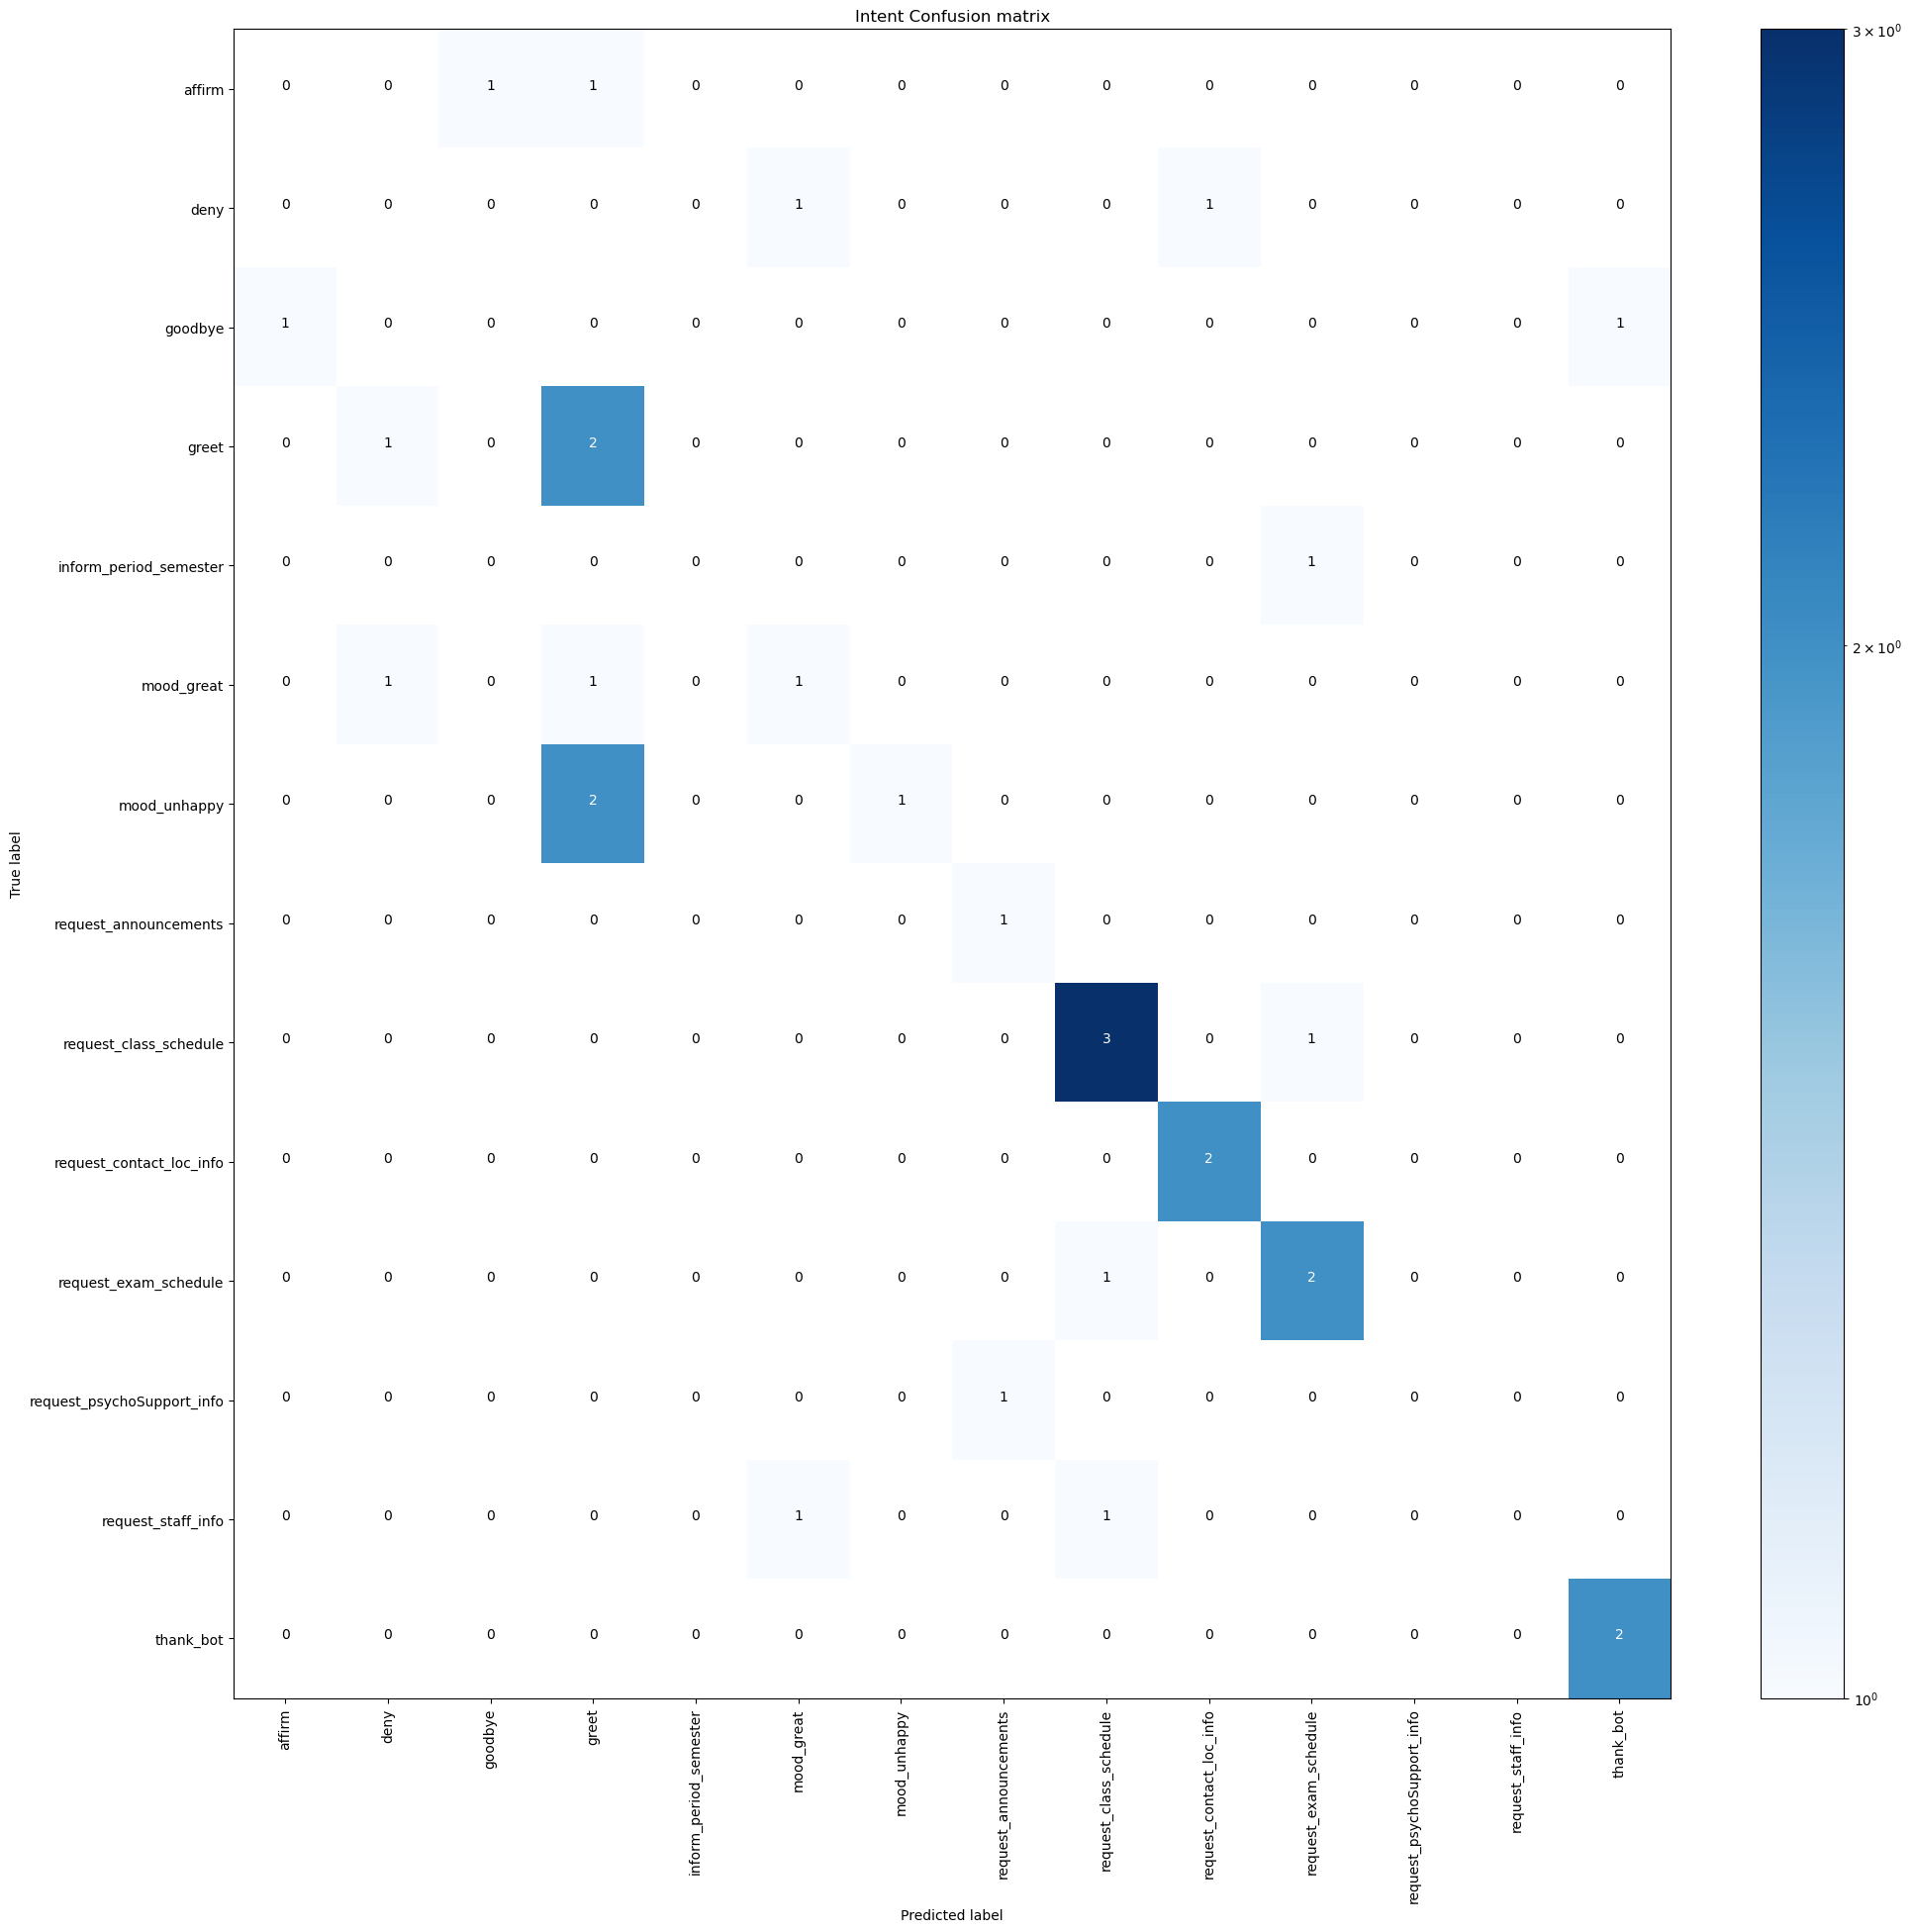 Intent Confusion matrix
True label
affirm 0 0 1 1 0 0 0 0 0 0 0 0 0 0
deny 0 0 0 0 0 1 0 0 0 1 0 0 0 0
goodbye 1 0 0 0 0 0 0 0 0 0 0 0 0 1
greet 0 1 0 2 0 0 0 0 0 0 0 0 0 0
inform_period_semester 0 0 0 0 0 0 0 0 0 0 1 0 0 0
mood_great 0 1 0 1 0 1 0 0 0 0 0 0 0 0
mood_unhappy 0 0 0 2 0 0 1 0 0 0 0 0 0 0
request_announcements 0 0 0 0 0 0 0 1 0 0 0 0 0 0
request_class_schedule 0 0 0 0 0 0 0 0 3 0 1 0 0 0
request_contact_loc_info 0 0 0 0 0 0 0 0 0 2 0 0 0 0
request_exam_schedule 0 0 0 0 0 0 0 0 1 0 2 0 0 0
request_psychoSupport_info 0 0 0 0 0 0 0 1 0 0 0 0 0 0
request_staff_info 0 0 0 0 0 1 0 0 1 0 0 0 0 0
thank_bot 0 0 0 0 0 0 0 0 0 0 0 0 0 2
affirm
deny
goodbye
greet
inform_period_semester
mood_great
mood_unhappy
request_announcements
request_class_schedule
request_contact_loc_info
request_exam_schedule
request_psychoSupport_info
request_staff_info
thank_bot
Predicted label
3 × 10⁰
2 × 10⁰
10⁰